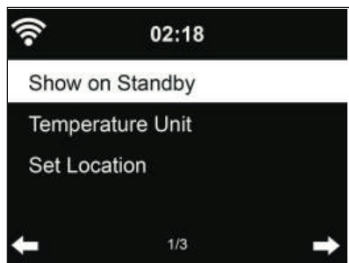 02:18
Show on Standby
Temperature Unit
Set Location
1/3